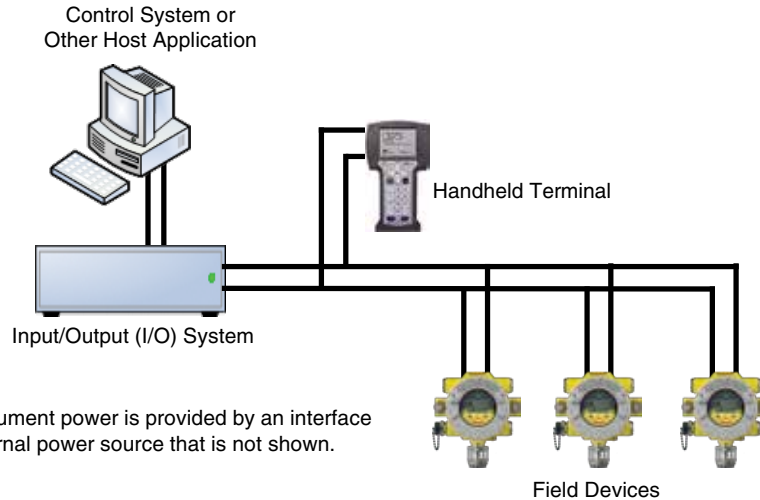 Control System or
Other Host Application
Handheld Terminal
Input/Output (I/O) System
ument power is provided by an interface
rnal power source that is not shown.
Field Devices